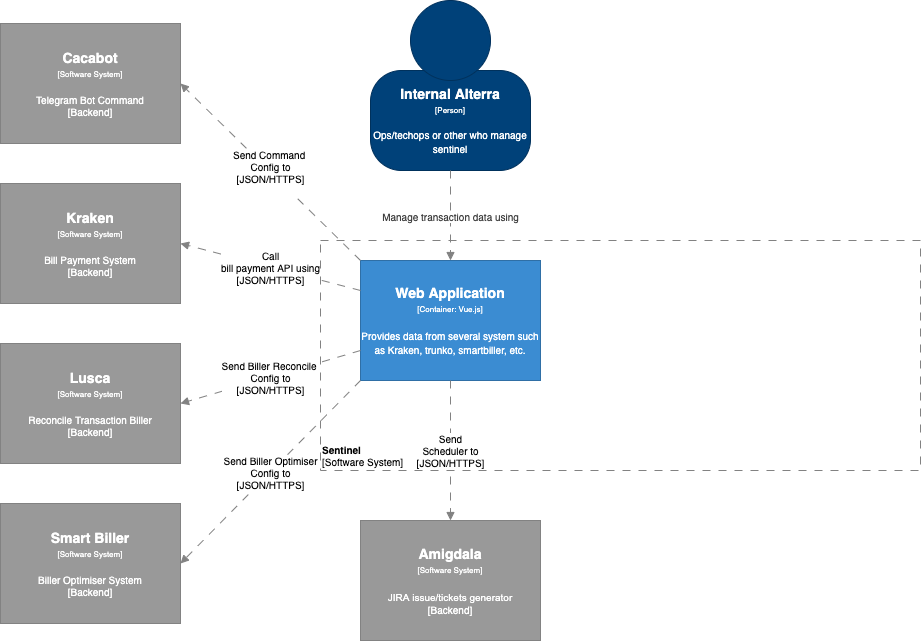 Cacabot
[Software System]
Telegram Bot Command
[Backend]
Internal Alterra
[Person]
Ops/techops or other who manage
sentinel
Send Command
Config to
[JSON/HTTPS]
Manage transaction data using
Kraken
[Software System]
Bill Payment System
[Backend]
Call
bill payment API using
[JSON/HTTPS]
Web Application
[Container: Vue.js]
Provides data from several system such
as Kraken, trunko, smartbiller, etc.
Lusca
[Software System]
Reconcile Transaction Biller
[Backend]
Send Biller Reconcile
Config to
[JSON/HTTPS]
Sentinel
[Software System]
Send
Scheduler to
[JSON/HTTPS]
Send Biller Optimiser
Config to
[JSON/HTTPS]
Smart Biller
[Software System]
Biller Optimiser System
[Backend]
Amigdala
[Software System]
JIRA issue/tickets generator
[Backend]